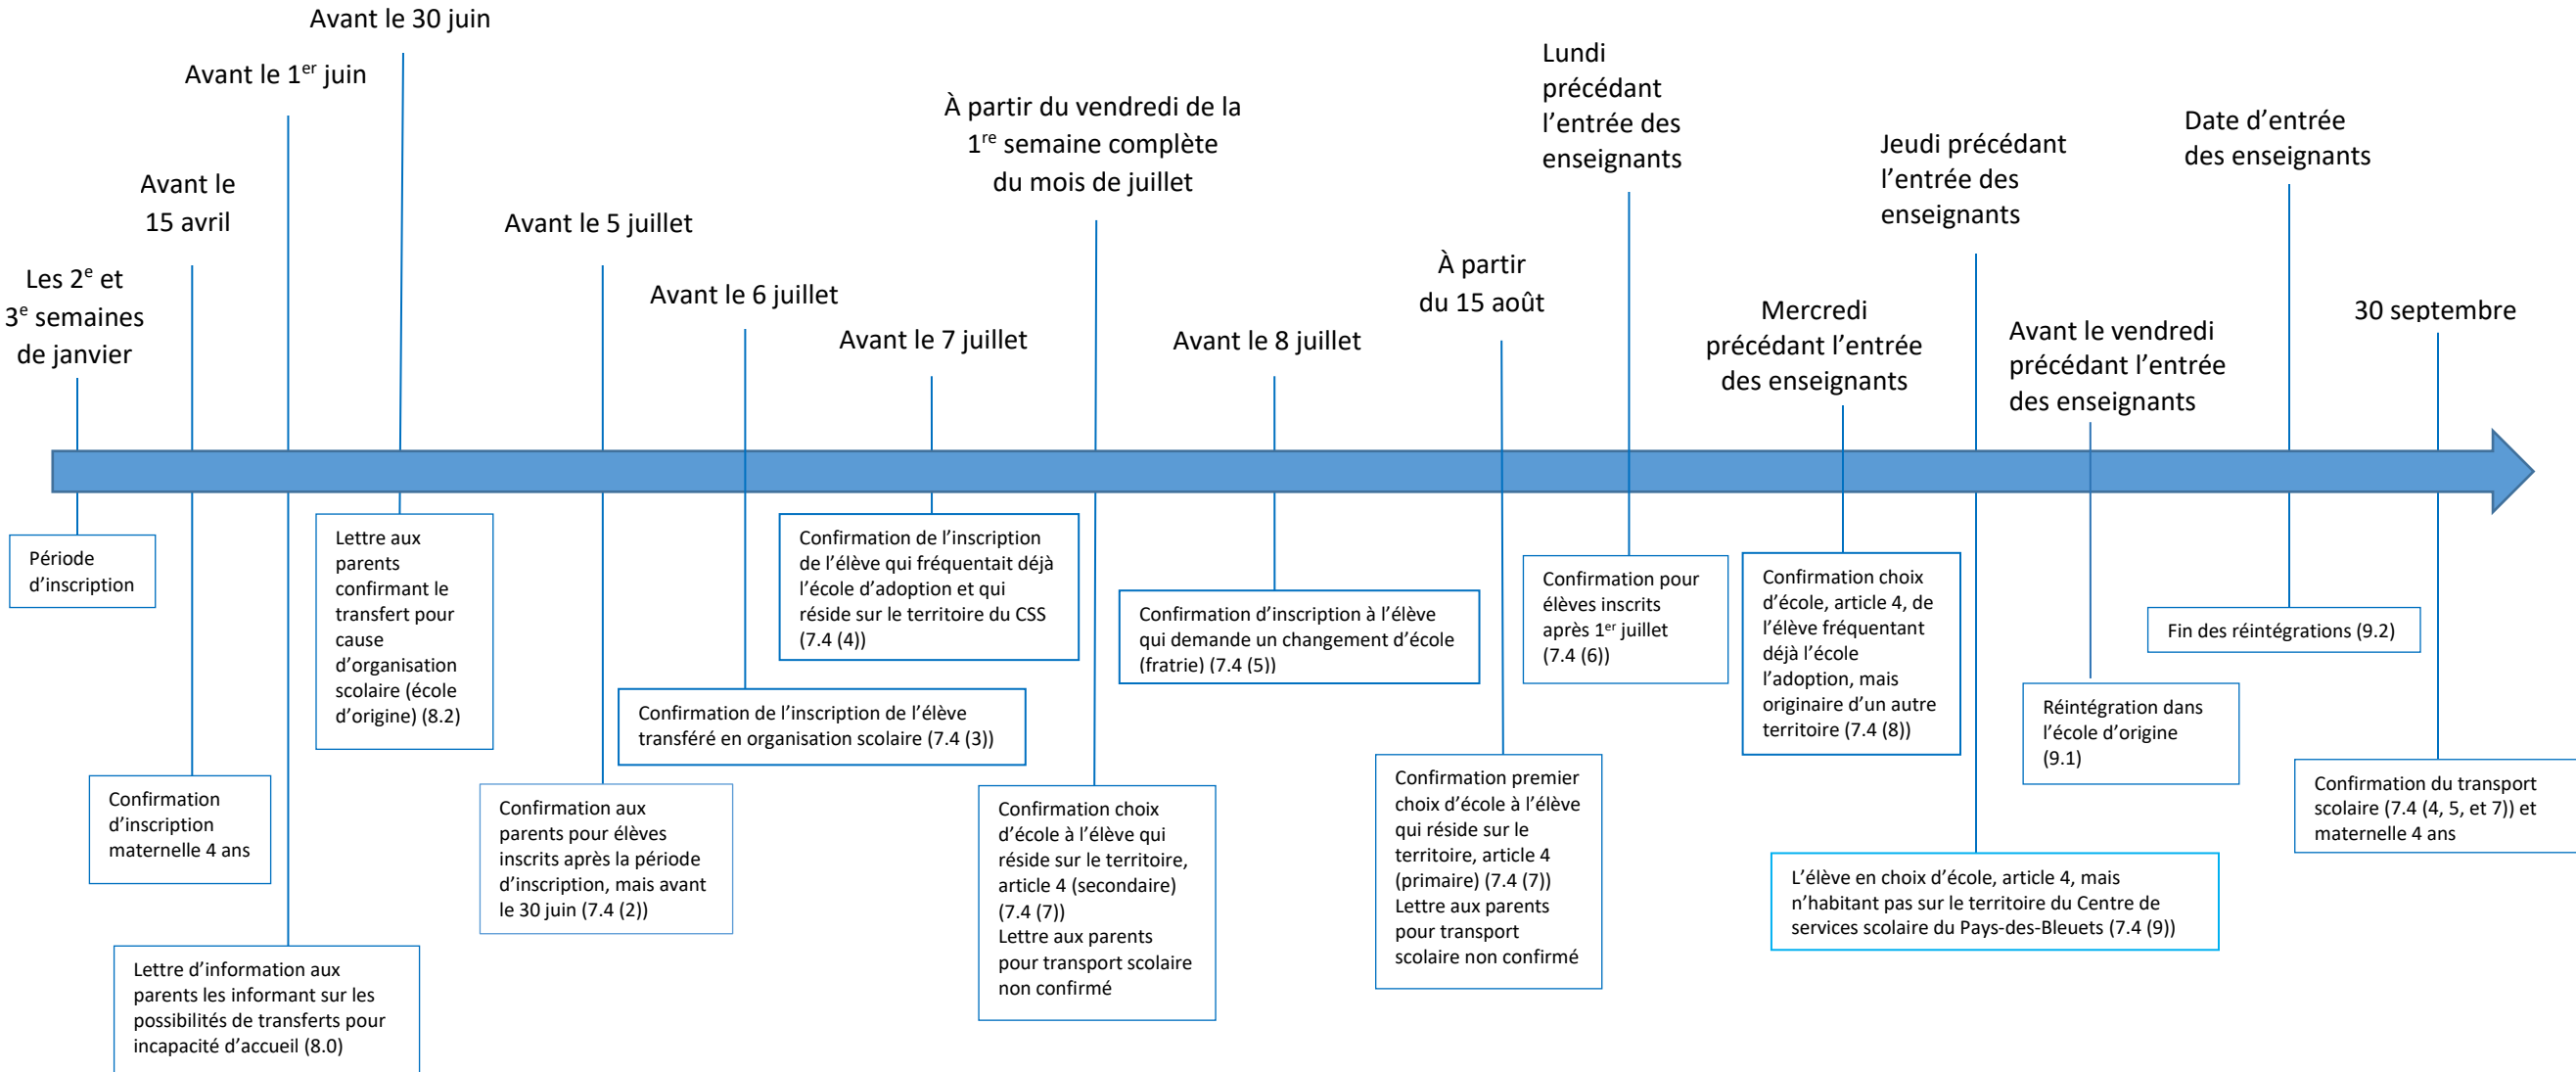 Avant le 30 juin
Avant le 1er juin
Avant le
15 avril
Les 2e et
3e semaines
de janvier
Avant le 5 juillet
Avant le 6 juillet
Avant le 7 juillet
À partir du vendredi de la
1re semaine complète
du mois de juillet
Avant le 8 juillet
À partir
du 15 août
Lundi
précédant
l’entrée des
enseignants
Mercredi
précédant l’entrée
des enseignants
Jeudi précédant
l’entrée des
enseignants
Avant le vendredi
précédant l’entrée
des enseignants
Date d’entrée
des enseignants
30 septembre
Période
d’inscription
Confirmation
d’inscription
maternelle 4 ans
Lettre d’information aux
parents les informant sur les
possibilités de transferts pour
incapacité d’accueil (8.0)
Lettre aux
parents
confirmant le
transfert pour
cause
d’organisation
scolaire (école
d’origine) (8.2)
Confirmation aux
parents pour élèves
inscrits après la période
d’inscription, mais avant
le 30 juin (7.4 (2))
Confirmation de l’inscription de l’élève
transféré en organisation scolaire (7.4 (3))
Confirmation de l’inscription
de l’élève qui fréquentait déjà
l’école d’adoption et qui
réside sur le territoire du CSS
(7.4 (4))
Confirmation choix
d’école à l’élève qui
réside sur le territoire,
article 4 (secondaire)
(7.4 (7))
Lettre aux parents
pour transport scolaire
non confirmé
Confirmation d’inscription à l’élève
qui demande un changement d’école
(fratrie) (7.4 (5))
Confirmation premier
choix d’école à l’élève
qui réside sur le
territoire, article 4
(primaire) (7.4 (7))
Lettre aux parents
pour transport
scolaire non confirmé
Confirmation pour
élèves inscrits
après 1er juillet
(7.4 (6))
Confirmation choix
d’école, article 4, de
l’élève fréquentant
déjà l’école
l’adoption, mais
originaire d’un autre
territoire (7.4 (8))
L’élève en choix d’école, article 4, mais
n’habitant pas sur le territoire du Centre de
services scolaire du Pays-des-Bleuets (7.4 (9))
Réintégration dans
l’école d’origine
(9.1)
Fin des réintégrations (9.2)
Confirmation du transport
scolaire (7.4 (4, 5, et 7)) et
maternelle 4 ans